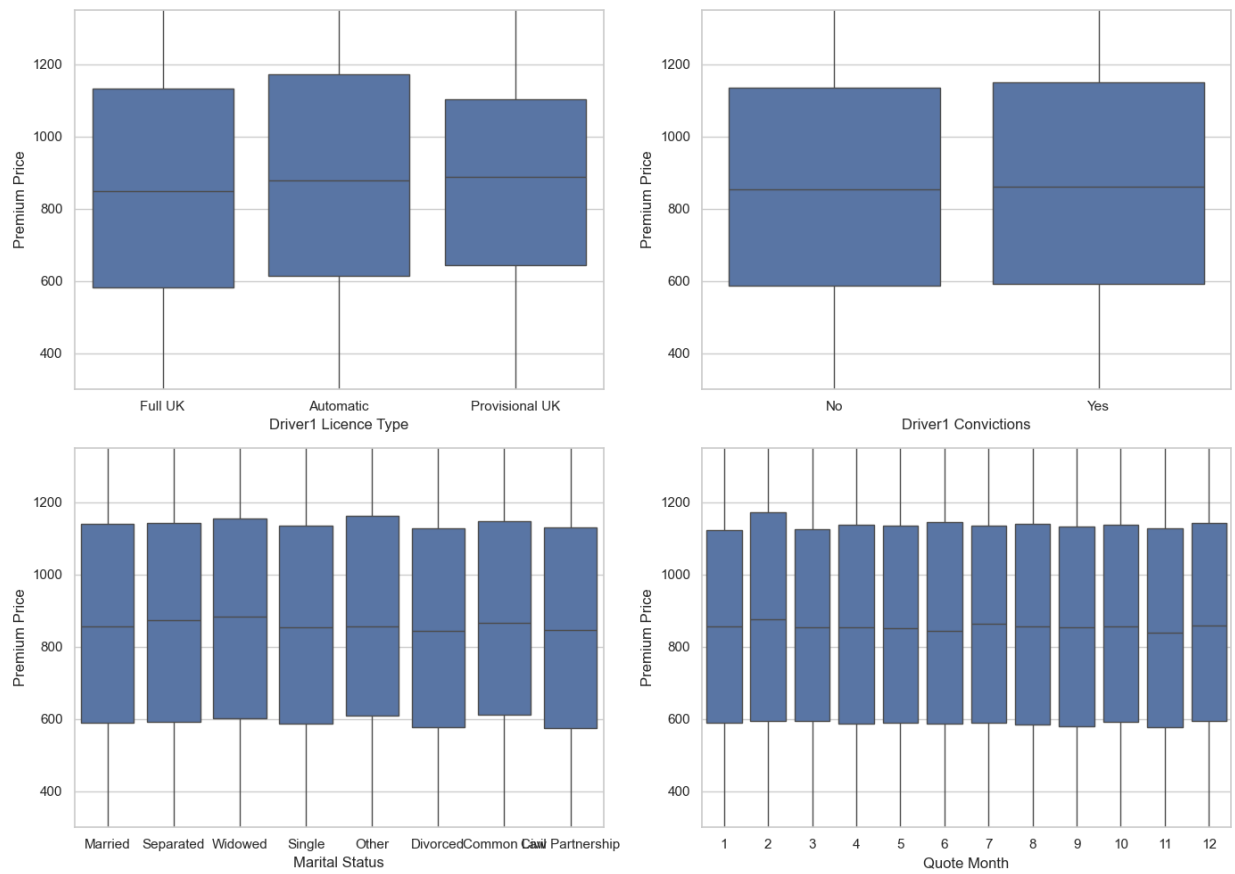 1200
1000
800
600
400
Premium Price
Full UK Automatic Provisional UK
Driver1 Licence Type
1200
1000
800
600
400
Premium Price
No Yes
Driver1 Convictions
1200
1000
800
600
400
Premium Price
Married Separated Widowed Single Other Divorced Common Law Civil Partnership
Marital Status
1200
1000
800
600
400
Premium Price
1 2 3 4 5 6 7 8 9 10 11 12
Quote Month